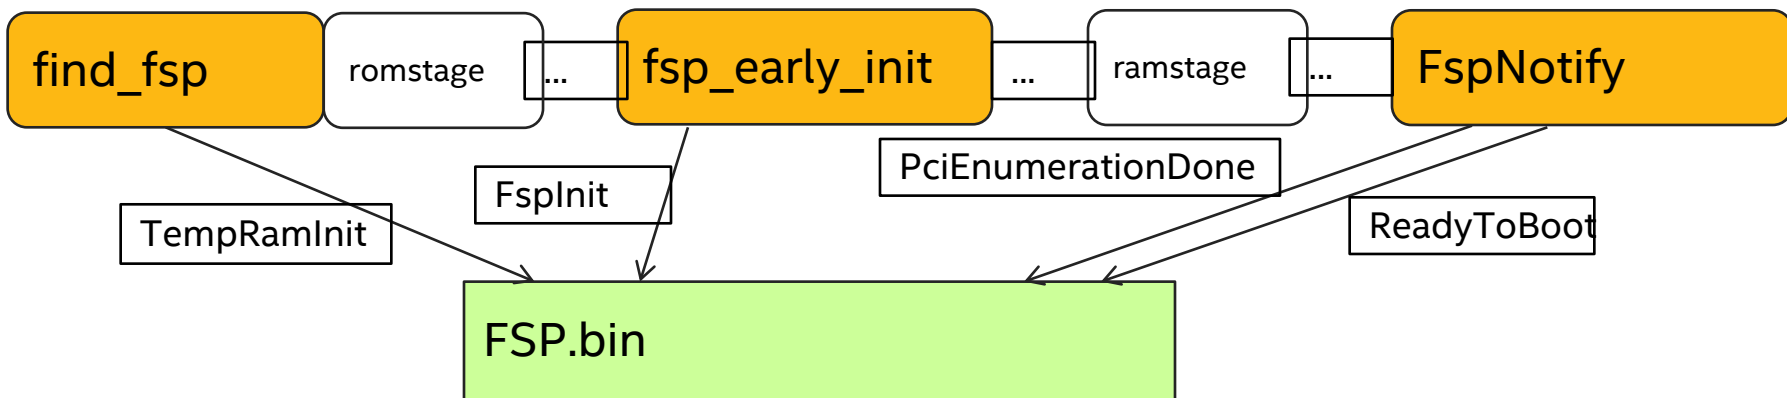 find_fsp
romstage
...
fsp_early_init
...
ramstage
...
FspNotify
TempRamInit
FspInit
PciEnumerationDone
ReadyToBoot
FSP.bin